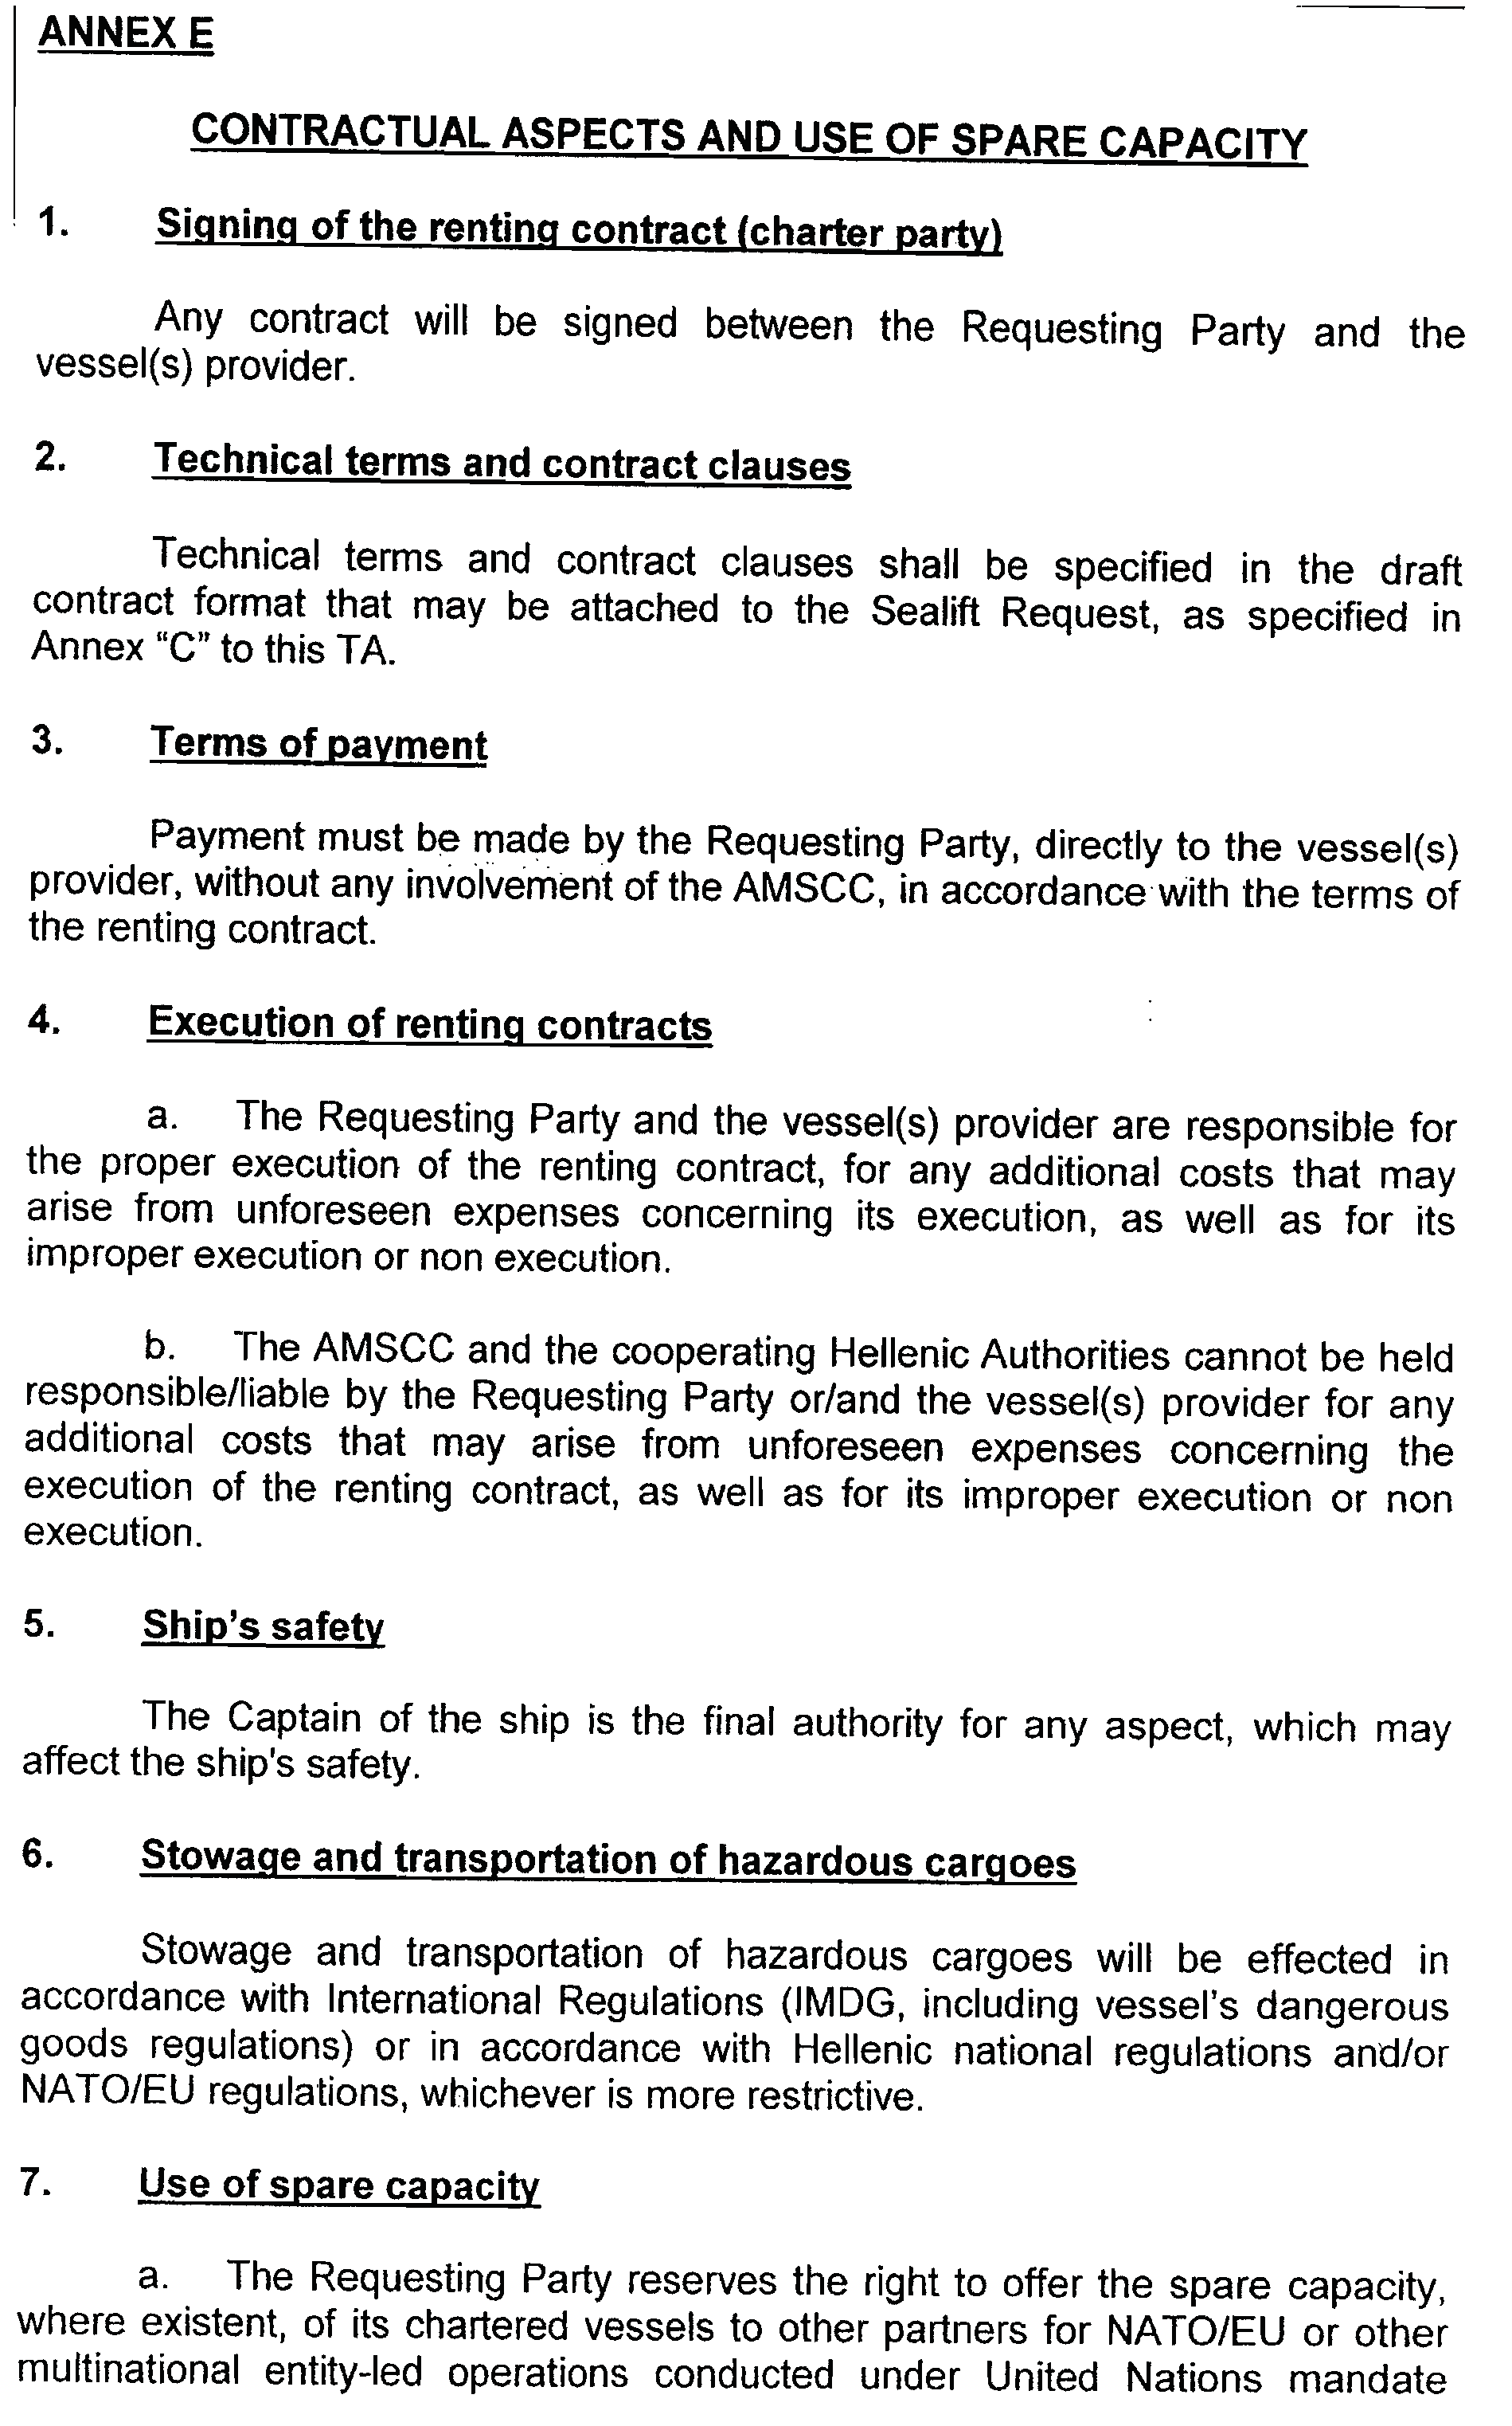 ANNEX E
CONTRACTUAL ASPECTS AND USE OF SPARE CAPACITY
1. Signing of the renting contract (charter party)
Any contract will be signed between the Requesting Party and the
vessel(s) provider.
2. Technical terms and contract clauses
Technical terms and contract clauses shall be specified in the draft
contract format that may be attached to the Sealift Request, as specified in
Annex “C” to this TA.
3. Terms of payment
Payment must be made by the Requesting Party, directly to the vessel(s)
provider, without any involvement of the AMSCC, in accordance with the terms of
the renting contract.
4. Execution of renting contracts
a. The Requesting Party and the vessel(s) provider are responsible for
the proper execution of the renting contract, for any additional costs that may
arise from unforeseen expenses concerning its execution, as well as for its
improper execution or non execution.
b. The AMSCC and the cooperating Hellenic Authorities cannot be held
responsible/liable by the Requesting Party or/and the vessel(s) provider for any
additional costs that may arise from unforeseen expenses concerning the
execution of the renting contract, as well as for its improper execution or non
execution.
5. Ship's safety
The Captain of the ship is the final authority for any aspect, which may
affect the ship's safety.
6. Stowage and transportation of hazardous cargoes
Stowage and transportation of hazardous cargoes will be effected in
accordance with International Regulations (IMDG, including vessel's dangerous
goods regulations) or in accordance with Hellenic national regulations and/or
NATO/EU regulations, whichever is more restrictive.
7. Use of spare capacity
a. The Requesting Party reserves the right to offer the spare capacity,
where existent, of its chartered vessels to other partners for NATO/EU or other
multinational entity-led operations conducted under United Nations mandate